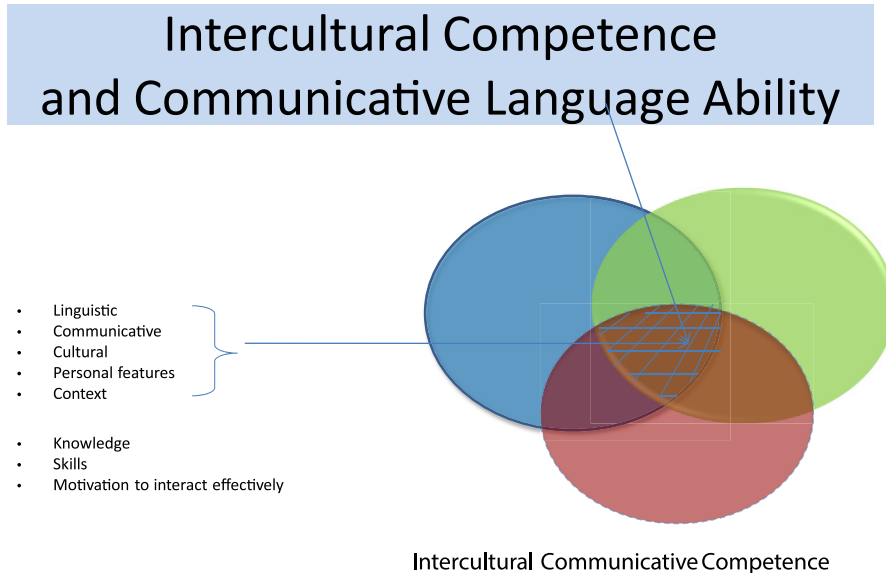 Intercultural Competence
and Communicative Language Ability
• Linguistic
• Communicative
• Cultural
• Personal features
• Context
• Knowledge
• Skills
• Motivation to interact effectively
Intercultural Communicative Competence